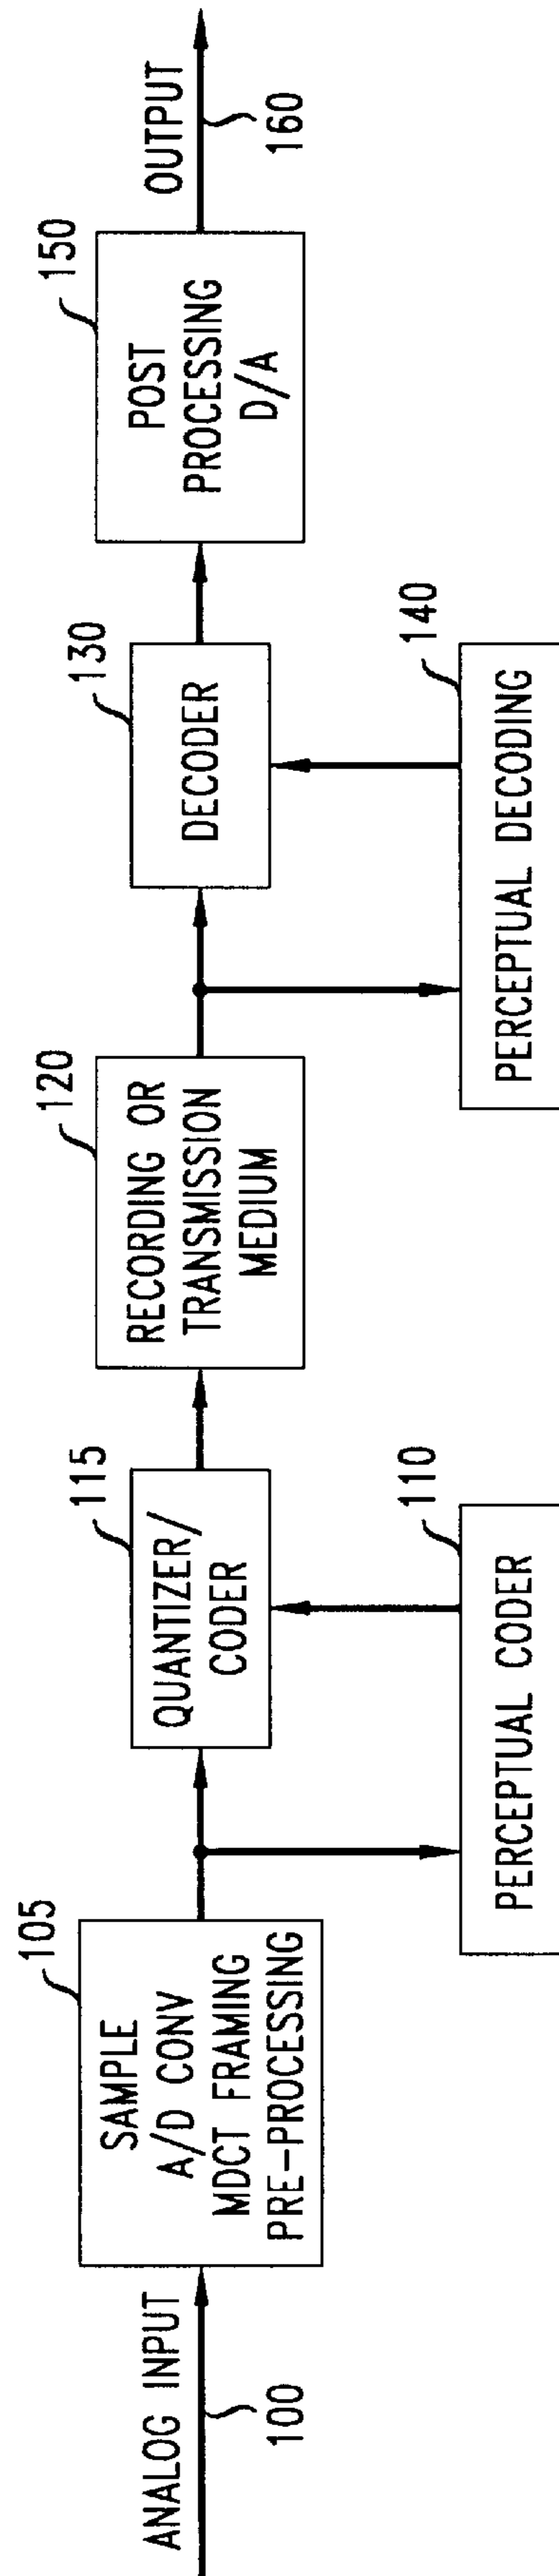 ANALOG INPUT
100
105
SAMPLE
A/D CONV
MDCT FRAMING
PRE-PROCESSING
115
QUANTIZER/
CODER
110
PERCEPTUAL CODER
120
RECORDING OR
TRANSMISSION
MEDIUM
130
DECODER
140
PERCEPTUAL DECODING
150
POST
PROCESSING
D/A
OUTPUT
160